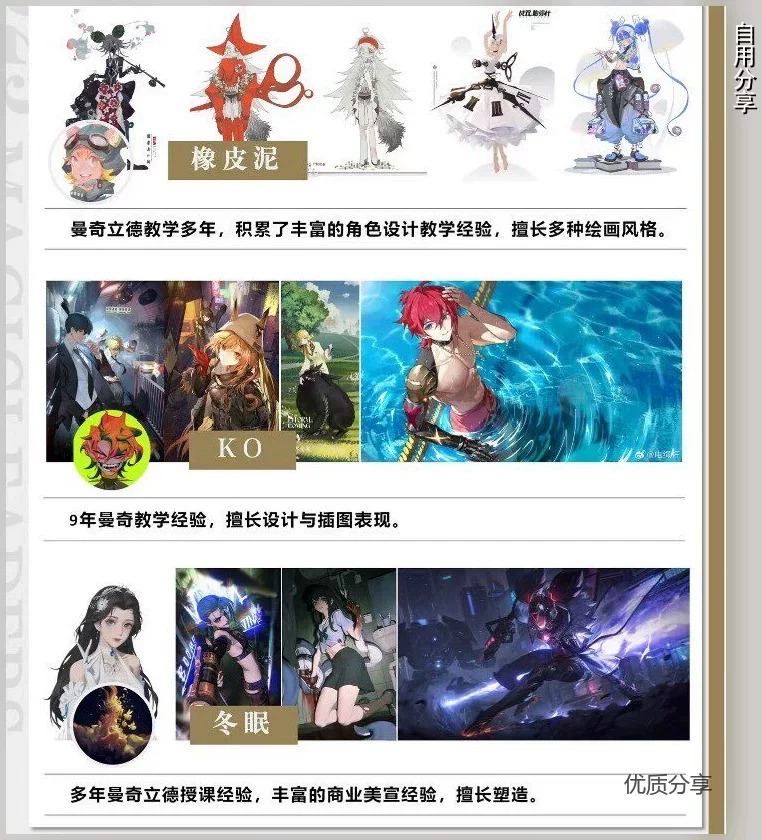 自用分享
橡皮泥
曼奇立德教学多年，积累了丰富的角色设计教学经验，擅长多种绘画风格。
STORM
COMING
KO
9年曼奇教学经验，擅长设计与插图表现。
冬眠
优质分享
多年曼奇立德授课经验，丰富的商业美宣经验，擅长塑造。